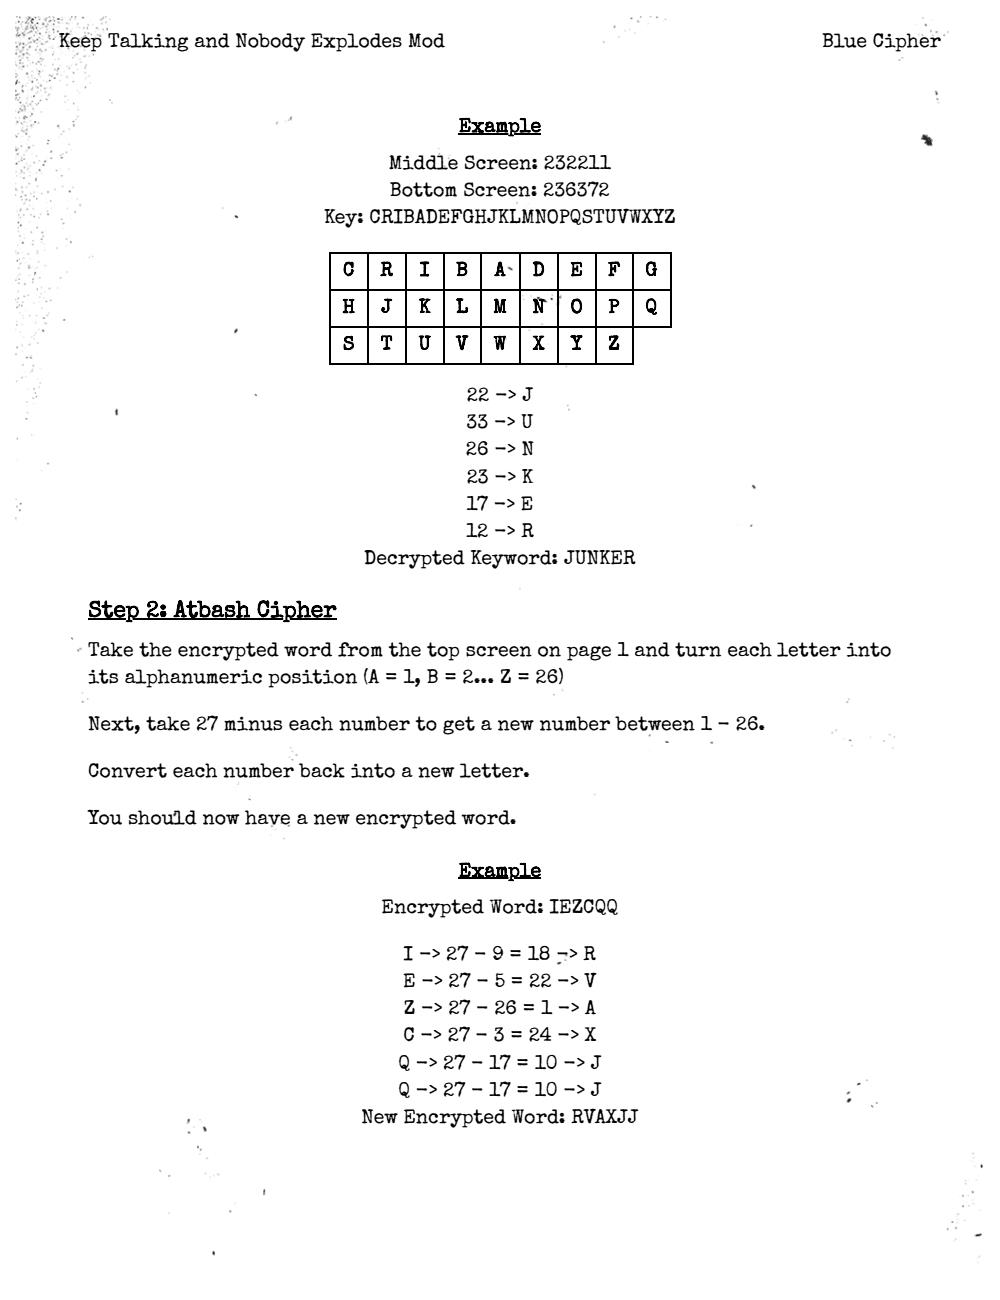 Keep Talking and Nobody Explodes Mod Blue Cipher
Example
Middle Screen: 232211
Bottom Screen: 236372
Key: CRIBADEFGHJKLMNOPQSTUVWXYZ
C R I B A D E F G
H J K L M N O P Q
S T U V W X Y Z
22 -> J
33 -> U
26 -> N
23 -> K
17 -> E
12 -> R
Decrypted Keyword: JUNKER
Step 2: Atbash Cipher
Take the encrypted word from the top screen on page 1 and turn each letter into
its alphanumeric position (A = 1, B = 2... Z = 26)
Next, take 27 minus each number to get a new number between 1 - 26.
Convert each number back into a new letter.
You should now have a new encrypted word.
Example
Encrypted Word: IEZCQQ
I -> 27 - 9 = 18 -> R
E -> 27 - 5 = 22 -> V
Z -> 27 - 26 = 1 -> A
C -> 27 - 3 = 24 -> X
Q -> 27 - 17 = 10 -> J
Q -> 27 - 17 = 10 -> J
New Encrypted Word: RVAXJJ